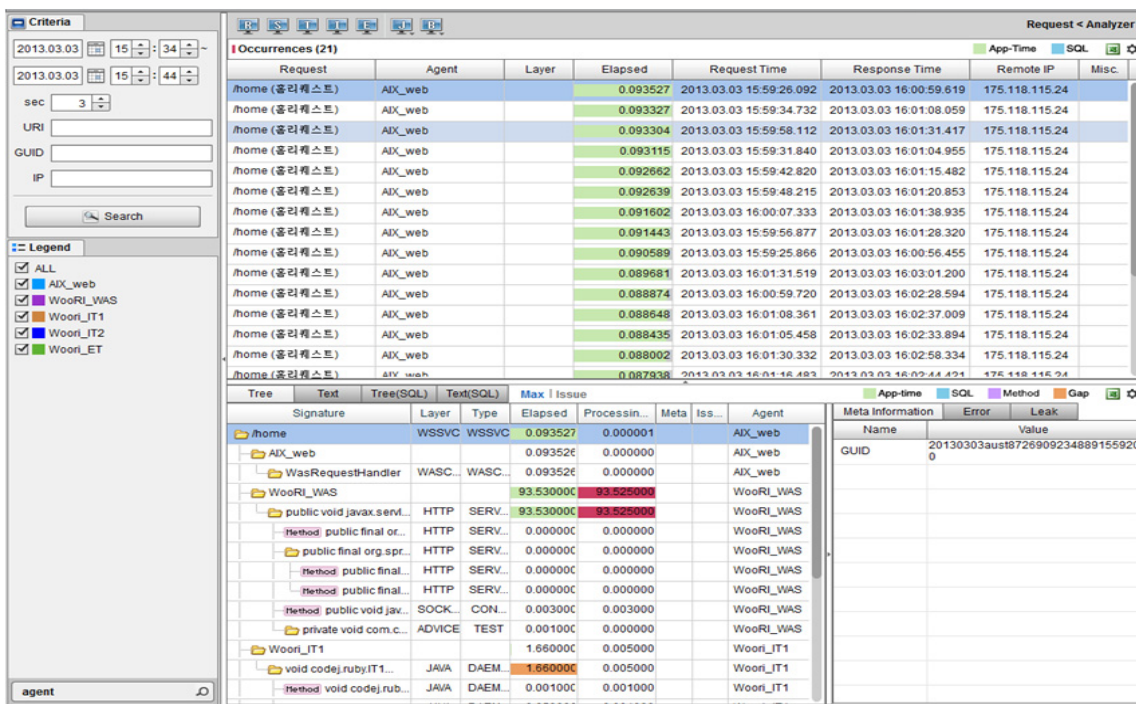 Criteria
2013.03.03 15 : 34 ~
2013.03.03 15 : 44
sec 3
URI
GUID
IP
Search
Legend
ALL
AIX_web
WooRI_WAS
Woori_IT1
Woori_IT2
Woori_ET
agent
R S T T E J R
Request < Analyzer
Occurrences (21)
App-Time SQL
Request Agent Layer Elapsed Request Time Response Time Remote IP Misc.
/home (홈리퀘스트) AIX_web 0.093527 2013.03.03 15:59:26.092 2013.03.03 16:00:59.619 175.118.115.24
/home (홈리퀘스트) AIX_web 0.093327 2013.03.03 15:59:34.732 2013.03.03 16:01:08.059 175.118.115.24
/home (홈리퀘스트) AIX_web 0.093304 2013.03.03 15:59:58.112 2013.03.03 16:01:31.417 175.118.115.24
/home (홈리퀘스트) AIX_web 0.093115 2013.03.03 15:59:31.840 2013.03.03 16:01:04.955 175.118.115.24
/home (홈리퀘스트) AIX_web 0.092662 2013.03.03 15:59:42.820 2013.03.03 16:01:15.482 175.118.115.24
/home (홈리퀘스트) AIX_web 0.092639 2013.03.03 15:59:48.215 2013.03.03 16:01:20.853 175.118.115.24
/home (홈리퀘스트) AIX_web 0.091602 2013.03.03 16:00:07.333 2013.03.03 16:01:38.935 175.118.115.24
/home (홈리퀘스트) AIX_web 0.091443 2013.03.03 15:59:56.877 2013.03.03 16:01:28.320 175.118.115.24
/home (홈리퀘스트) AIX_web 0.090589 2013.03.03 15:59:25.866 2013.03.03 16:00:56.455 175.118.115.24
/home (홈리퀘스트) AIX_web 0.089681 2013.03.03 16:01:31.519 2013.03.03 16:03:01.200 175.118.115.24
/home (홈리퀘스트) AIX_web 0.088874 2013.03.03 16:00:59.720 2013.03.03 16:02:28.594 175.118.115.24
/home (홈리퀘스트) AIX_web 0.088648 2013.03.03 16:01:08.361 2013.03.03 16:02:37.009 175.118.115.24
/home (홈리퀘스트) AIX_web 0.088435 2013.03.03 16:01:05.458 2013.03.03 16:02:33.894 175.118.115.24
/home (홈리퀘스트) AIX_web 0.088002 2013.03.03 16:01:30.332 2013.03.03 16:02:58.334 175.118.115.24
/home (홈리퀘스트) AIX_web 0.087938 2013.03.03 16:01:16.483 2013.03.03 16:02:44.421 175.118.115.24
Tree Text Tree(SQL) Text(SQL) Max | Issue
App-time SQL Method Gap
Signature Layer Type Elapsed Processin... Meta Iss... Agent
/home WSSVC WSSVC 0.093527 0.000001 AIX_web
AIX_web 0.093526 0.000000 AIX_web
WasRequestHandler WASC... WASC... 0.093526 0.000000 AIX_web
WooRI_WAS 93.530000 93.525000 WooRI_WAS
public void javax.servl... HTTP SERV... 93.530000 93.525000 WooRI_WAS
Method public final or... HTTP SERV... 0.000000 0.000000 WooRI_WAS
public final org.spr... HTTP SERV... 0.000000 0.000000 WooRI_WAS
Method public final... HTTP SERV... 0.000000 0.000000 WooRI_WAS
Method public final... HTTP SERV... 0.000000 0.000000 WooRI_WAS
Method public void jav... SOCK... CON... 0.003000 0.003000 WooRI_WAS
private void com.c... ADVICE TEST 0.001000 0.000000 WooRI_WAS
Woori_IT1 1.660000 0.005000 Woori_IT1
void codej.ruby.IT1... JAVA DAEM... 1.660000 0.005000 Woori_IT1
Method void codej.rub... JAVA DAEM... 0.001000 0.001000 Woori_IT1
Meta Information Error Leak
Name Value
GUID 20130303aust8726909234889155920
0